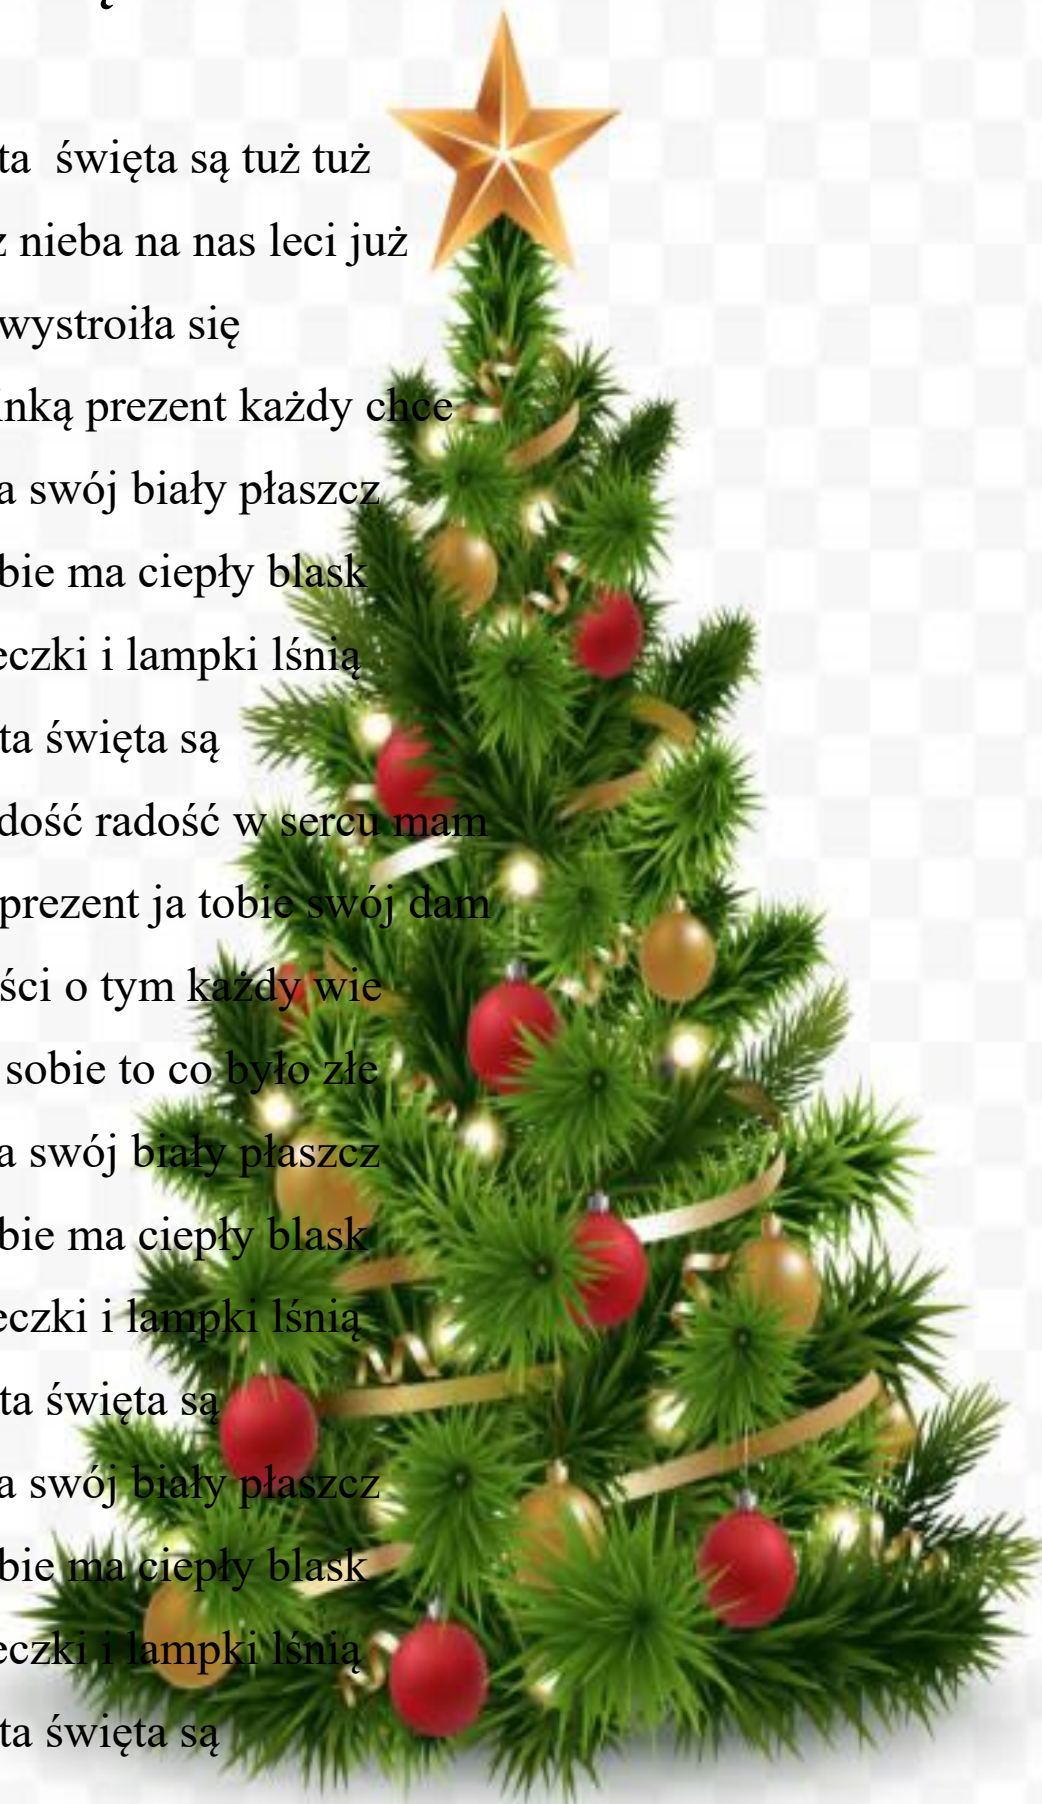 ta święta są tuż tuż
z nieba na nas leci już
wystroiła się
inką prezent każdy chce
a swój biały płaszcz
bie ma ciepły blask
eczki i lampki lśnią
ta święta są
dość radość w sercu mam
prezent ja tobie swój dam
ści o tym każdy wie
sobie to co było złe
a swój biały płaszcz
bie ma ciepły blask
eczki i lampki lśnią
ta święta są
a swój biały płaszcz
bie ma ciepły blask
eczki i lampki lśnią
ta święta są